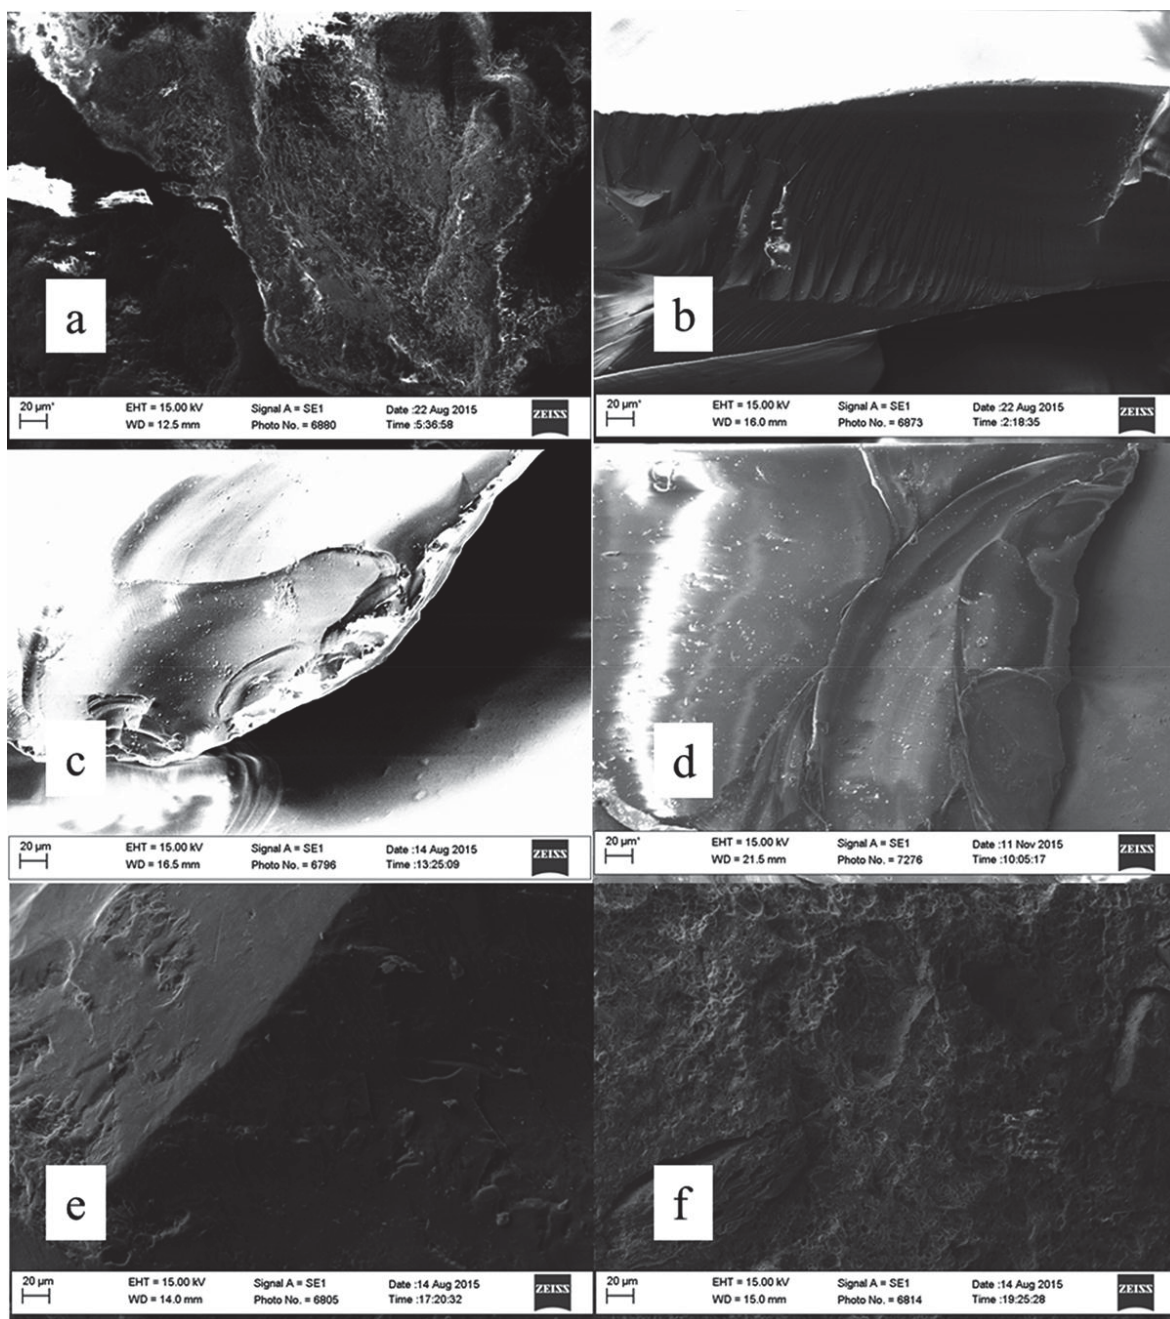 a
20 µm*
EHT = 15.00 kV
WD = 12.5 mm
Signal A = SE1
Photo No. = 6880
Date :22 Aug 2015
Time :5:36:58
ZEISS
b
20 µm*
EHT = 15.00 kV
WD = 16.0 mm
Signal A = SE1
Photo No. = 6873
Date :22 Aug 2015
Time :2:18:35
ZEISS
c
20 µm
EHT = 15.00 kV
WD = 16.5 mm
Signal A = SE1
Photo No. = 6796
Date :14 Aug 2015
Time :13:25:09
ZEISS
d
20 µm*
EHT = 15.00 kV
WD = 21.5 mm
Signal A = SE1
Photo No. = 7276
Date :11 Nov 2015
Time :10:05:17
ZEISS
e
20 µm
EHT = 15.00 kV
WD = 14.0 mm
Signal A = SE1
Photo No. = 6805
Date :14 Aug 2015
Time :17:20:32
ZEISS
f
20 µm
EHT = 15.00 kV
WD = 15.0 mm
Signal A = SE1
Photo No. = 6814
Date :14 Aug 2015
Time :19:25:28
ZEISS